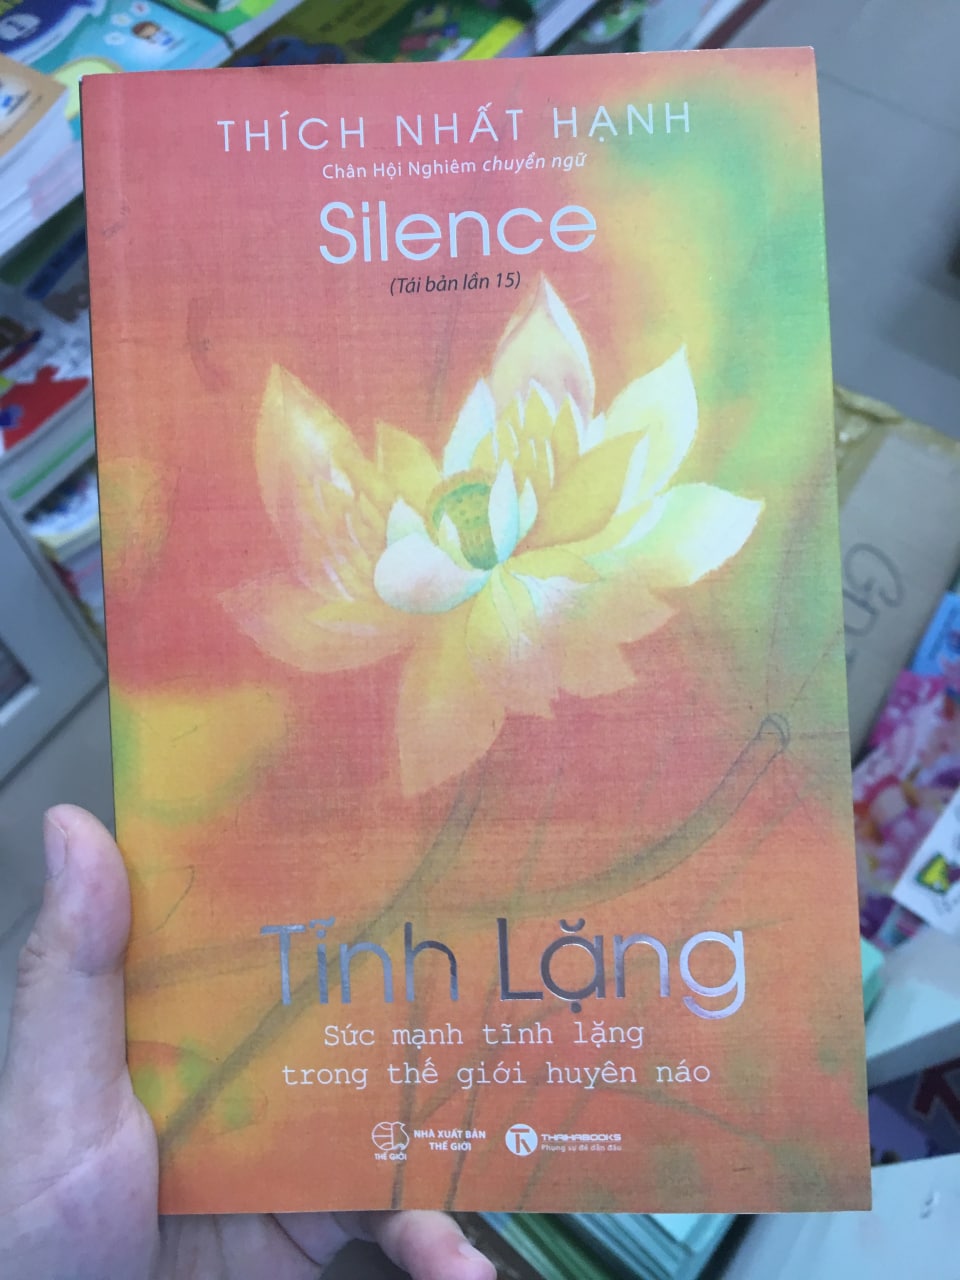 THÍCH NHẤT HẠNH
Chân Hội Nghiêm chuyển ngữ
Silence
(Tái bản lần 15)
Tĩnh Lặng
Sức mạnh tĩnh lặng
trong thế giới huyên náo
THẾ GIỚI
NHÀ XUẤT BẢN
THẾ GIỚI
THAIHABOOKS
Phụng sự để dẫn đầu